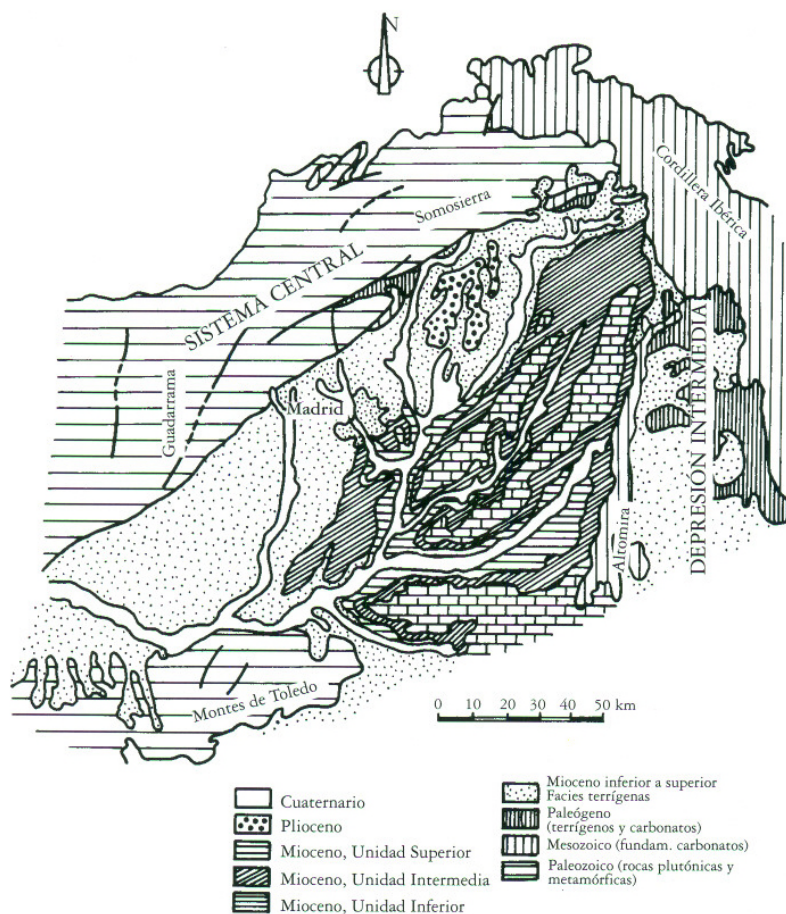 N
Cordillera Ibérica
Somosierra
SISTEMA CENTRAL
Guadarrama
Madrid
DEPRESION INTERMEDIA
Altomira
Montes de Toledo
0 10 20 30 40 50 km
Cuaternario
Plioceno
Mioceno, Unidad Superior
Mioceno, Unidad Intermedia
Mioceno, Unidad Inferior
Mioceno inferior a superior
Facies terrígenas
Paleógeno
(terrígenos y carbonatos)
Mesozoico (fundam. carbonatos)
Paleozoico (rocas plutónicas y
metamórficas)